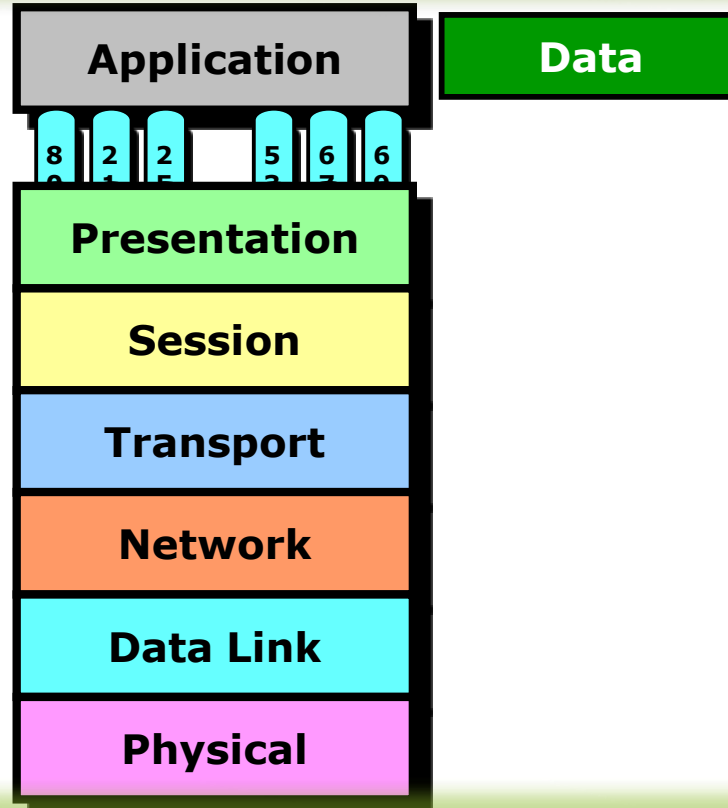 Application
Data
8 2 2 5 6 6
Presentation
Session
Transport
Network
Data Link
Physical